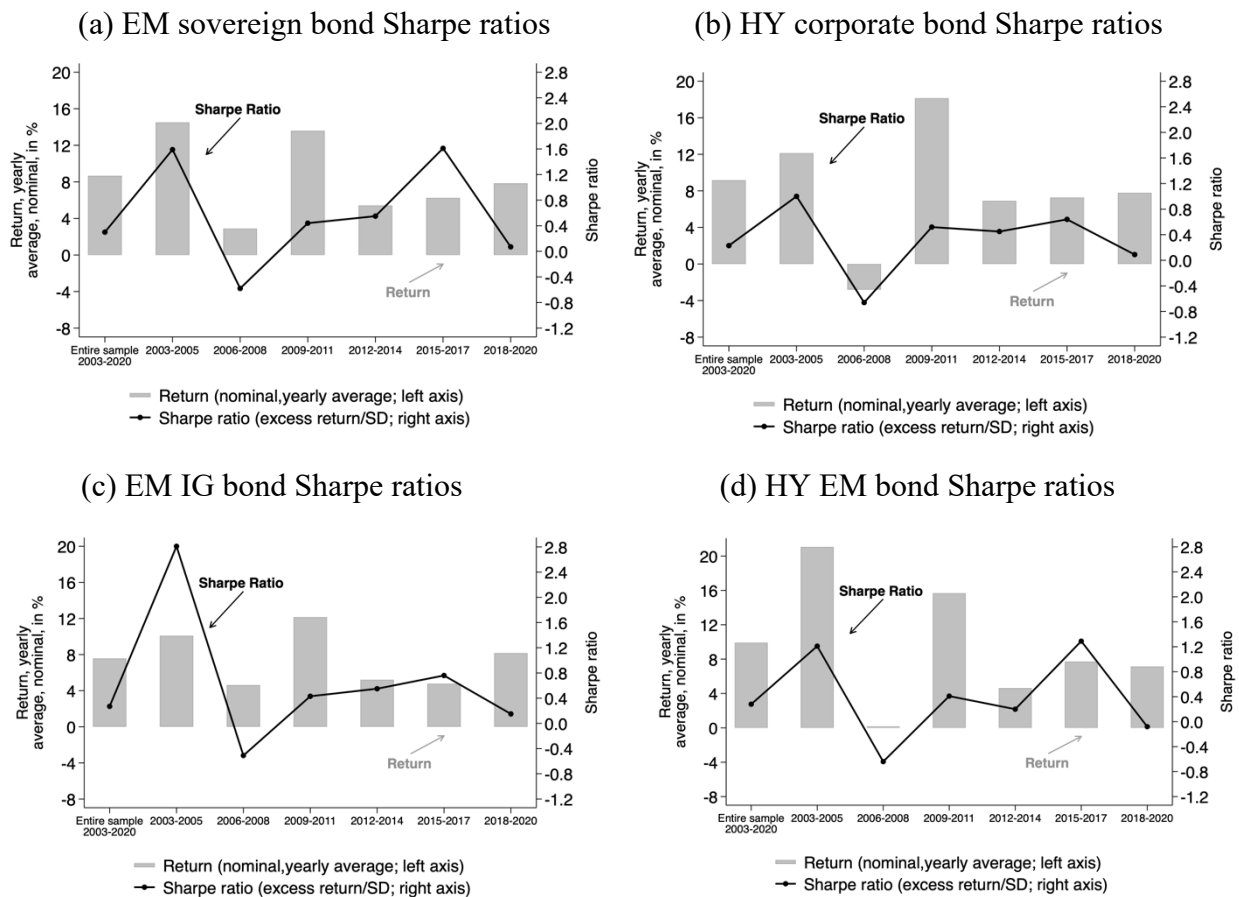 (a) EM sovereign bond Sharpe ratios
20
16
12
8
4
0
-4
-8
Return, yearly
average, nominal, in %
Sharpe Ratio
Return
2.8
2.4
2.0
1.6
1.2
0.8
0.4
0.0
-0.4
-0.8
-1.2
Sharpe ratio
Entire sample
2003-2020
2003-2005
2006-2008
2009-2011
2012-2014
2015-2017
2018-2020
Return (nominal,yearly average; left axis)
Sharpe ratio (excess return/SD; right axis)
(b) HY corporate bond Sharpe ratios
20
16
12
8
4
0
-4
-8
Return, yearly
average, nominal, in %
Sharpe Ratio
Return
2.8
2.4
2.0
1.6
1.2
0.8
0.4
0.0
-0.4
-0.8
-1.2
Sharpe ratio
Entire sample
2003-2020
2003-2005
2006-2008
2009-2011
2012-2014
2015-2017
2018-2020
Return (nominal,yearly average; left axis)
Sharpe ratio (excess return/SD; right axis)
(c) EM IG bond Sharpe ratios
20
16
12
8
4
0
-4
-8
Return, yearly
average, nominal, in %
Sharpe Ratio
Return
2.8
2.4
2.0
1.6
1.2
0.8
0.4
0.0
-0.4
-0.8
-1.2
Sharpe ratio
Entire sample
2003-2020
2003-2005
2006-2008
2009-2011
2012-2014
2015-2017
2018-2020
Return (nominal,yearly average; left axis)
Sharpe ratio (excess return/SD; right axis)
(d) HY EM bond Sharpe ratios
20
16
12
8
4
0
-4
-8
Return, yearly
average, nominal, in %
Sharpe Ratio
Return
2.8
2.4
2.0
1.6
1.2
0.8
0.4
0.0
-0.4
-0.8
-1.2
Sharpe ratio
Entire sample
2003-2020
2003-2005
2006-2008
2009-2011
2012-2014
2015-2017
2018-2020
Return (nominal,yearly average; left axis)
Sharpe ratio (excess return/SD; right axis)